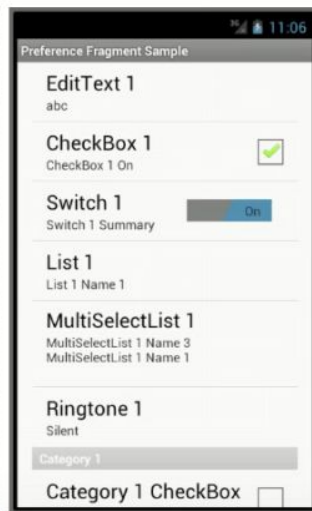 3G 11:06
Preference Fragment Sample
EditText 1
abc
CheckBox 1
CheckBox 1 On
Switch 1
On
Switch 1 Summary
List 1
List 1 Name 1
MultiSelectList 1
MultiSelectList 1 Name 3
MultiSelectList 1 Name 1
Ringtone 1
Silent
Category 1
Category 1 CheckBox